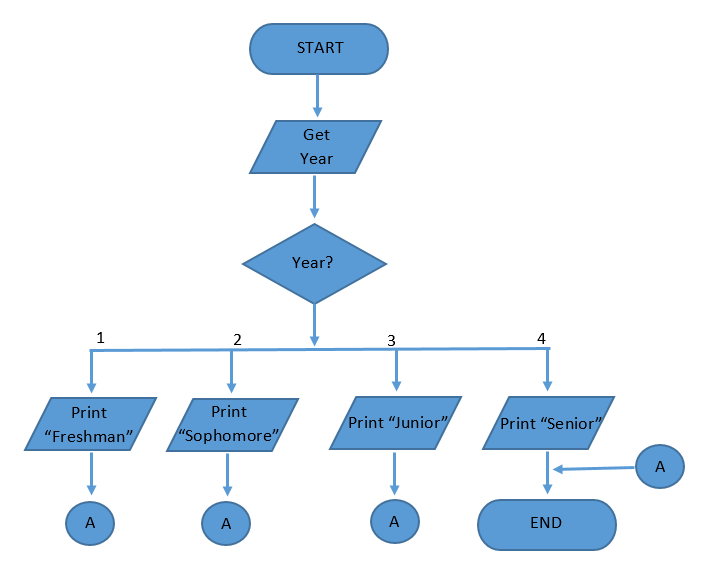 START
Get
Year
Year?
1
2
3
4
Print
“Freshman”
Print
“Sophomore”
Print “Junior”
Print “Senior”
A
A
A
A
END